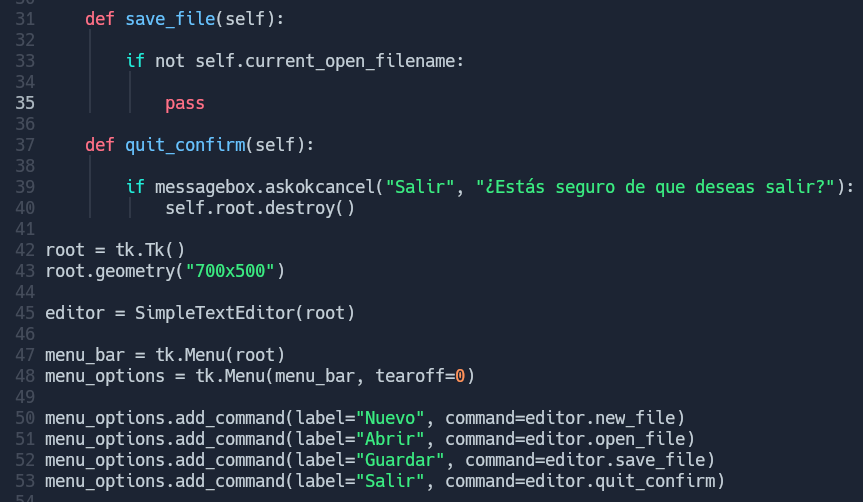 31 def save_file(self):
32
33 if not self.current_open_filename:
34
35 pass
36
37 def quit_confirm(self):
38
39 if messagebox.askokcancel("Salir", "¿Estás seguro de que deseas salir?"):
40 self.root.destroy()
41
42 root = tk.Tk()
43 root.geometry("700x500")
44
45 editor = SimpleTextEditor(root)
46
47 menu_bar = tk.Menu(root)
48 menu_options = tk.Menu(menu_bar, tearoff=0)
49
50 menu_options.add_command(label="Nuevo", command=editor.new_file)
51 menu_options.add_command(label="Abrir", command=editor.open_file)
52 menu_options.add_command(label="Guardar", command=editor.save_file)
53 menu_options.add_command(label="Salir", command=editor.quit_confirm)